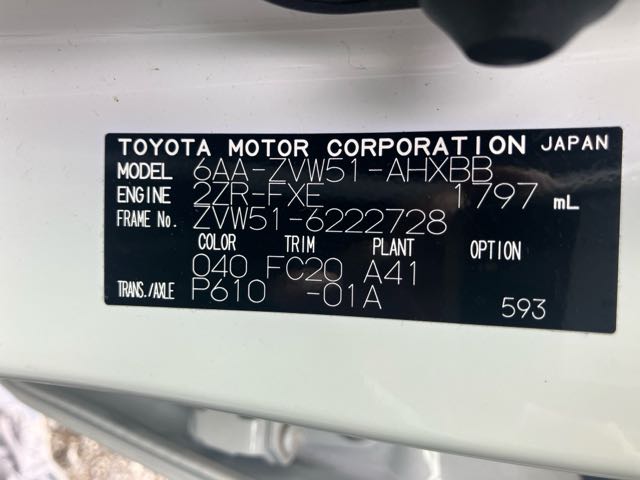 TOYOTA MOTOR CORPORATION JAPAN
MODEL 6AA-ZVW51-AHXBB
ENGINE 2ZR-FXE 1797 mL
FRAME No. ZVW51-6222728
COLOR TRIM PLANT OPTION
040 FC20 A41
TRANS./AXLE P610 -01A 593